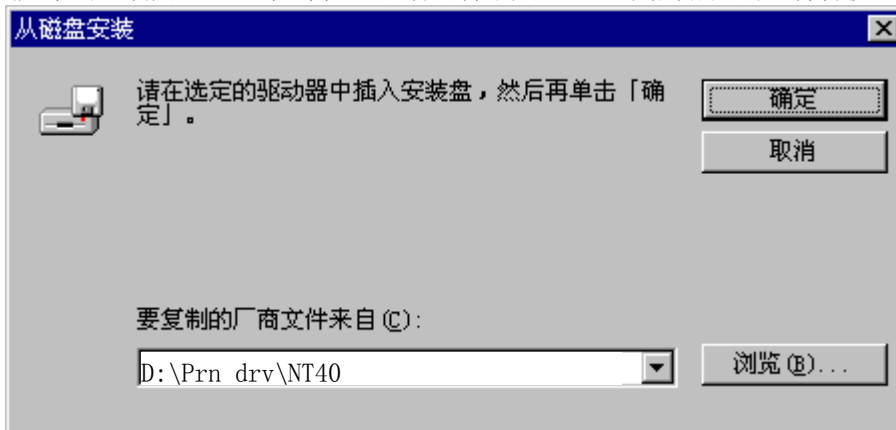 从磁盘安装
请在选定的驱动器中插入安装盘，然后再单击「确
定」。
确定
取消
要复制的厂商文件来自(C):
D:\Prn drv\NT40
浏览(B)...